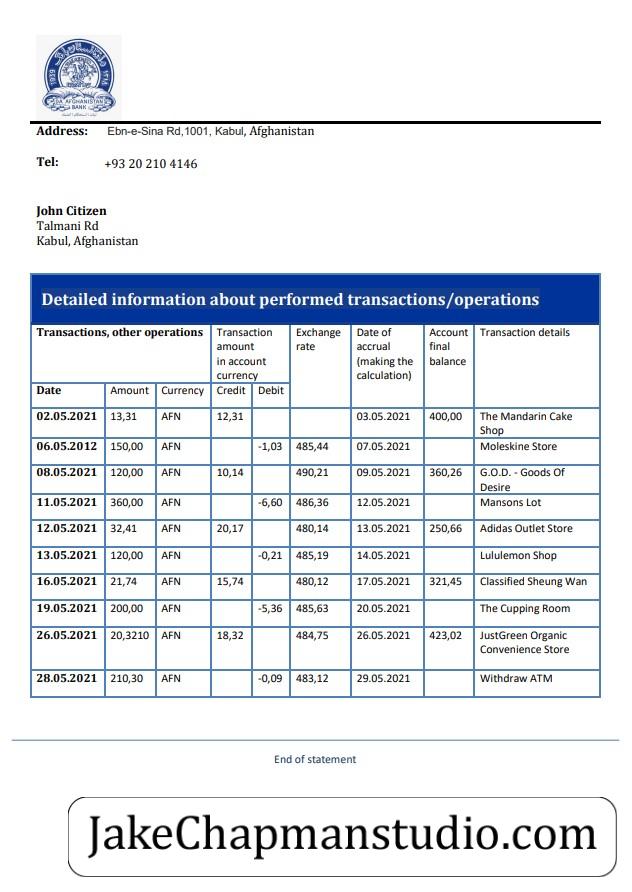 DA AFGHANISTAN
BANK
Address: Ebn-e-Sina Rd,1001, Kabul, Afghanistan
Tel: +93 20 210 4146
John Citizen
Talmani Rd
Kabul, Afghanistan
Detailed information about performed transactions/operations
Transactions, other operations
Transaction
amount
in account
currency
Exchange
rate
Date of
accrual
(making the
calculation)
Account
final
balance
Transaction details
Date Amount Currency Credit Debit
02.05.2021 13,31 AFN 12,31 03.05.2021 400,00 The Mandarin Cake
Shop
06.05.2012 150,00 AFN -1,03 485,44 07.05.2021 Moleskine Store
08.05.2021 120,00 AFN 10,14 490,21 09.05.2021 360,26 G.O.D. - Goods Of
Desire
11.05.2021 360,00 AFN -6,60 486,36 12.05.2021 Mansons Lot
12.05.2021 32,41 AFN 20,17 480,14 13.05.2021 250,66 Adidas Outlet Store
13.05.2021 120,00 AFN -0,21 485,19 14.05.2021 Lululemon Shop
16.05.2021 21,74 AFN 15,74 480,12 17.05.2021 321,45 Classified Sheung Wan
19.05.2021 200,00 AFN -5,36 485,63 20.05.2021 The Cupping Room
26.05.2021 20,3210 AFN 18,32 484,75 26.05.2021 423,02 JustGreen Organic
Convenience Store
28.05.2021 210,30 AFN -0,09 483,12 29.05.2021 Withdraw ATM
End of statement
JakeChapmanstudio.com